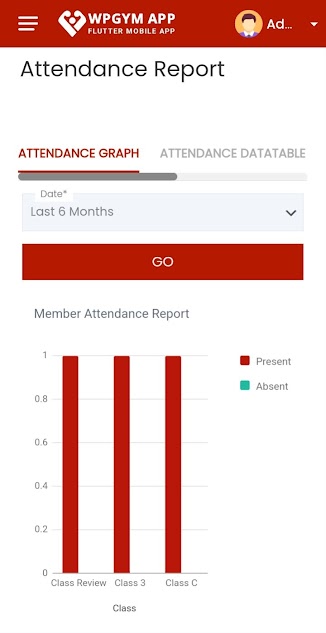 WPGYM APP
FLUTTER MOBILE APP
Ad...
Attendance Report
ATTENDANCE GRAPH ATTENDANCE DATATABLE
Date*
Last 6 Months
GO
Member Attendance Report
1
Present
Absent
0.8
0.6
0.4
0.2
0
Class Review Class 3 Class C
Class